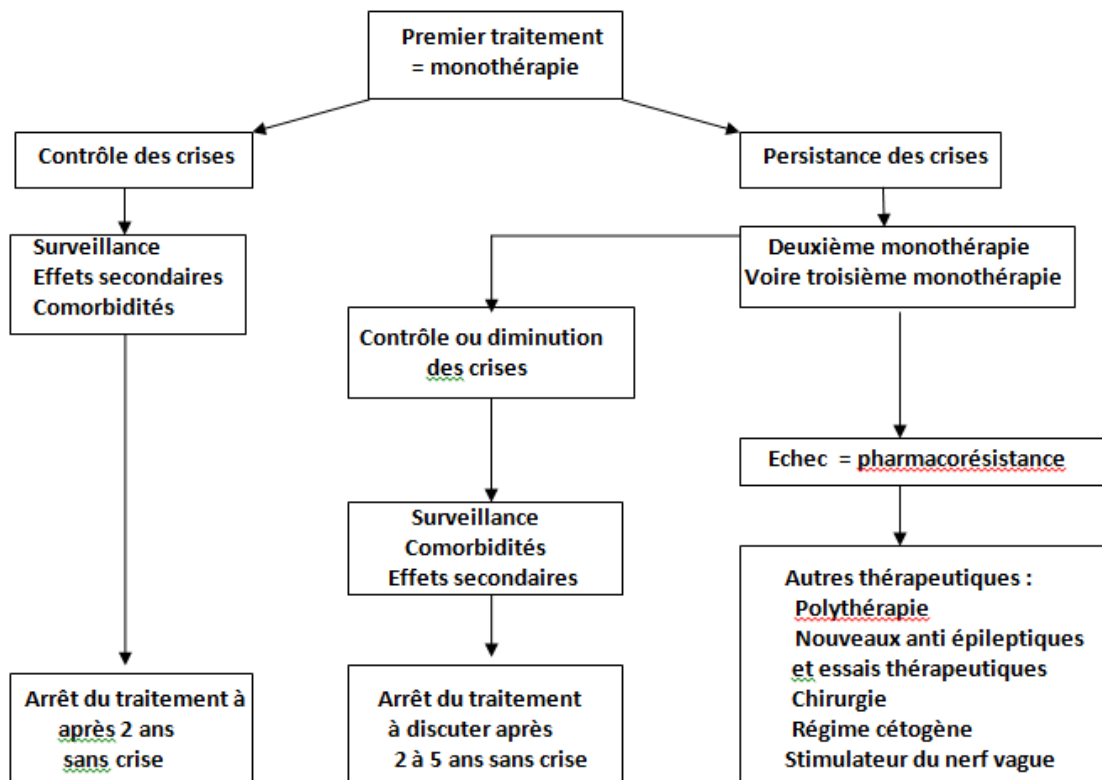 Premier traitement
= monothérapie
Contrôle des crises
Persistance des crises
Surveillance
Effets secondaires
Comorbidités
Deuxième monothérapie
Voire troisième monothérapie
Contrôle ou diminution
des crises
Echec = pharmacorésistance
Surveillance
Comorbidités
Effets secondaires
Autres thérapeutiques :
Polythérapie
Nouveaux anti épileptiques
et essais thérapeutiques
Chirurgie
Régime cétogène
Stimulateur du nerf vague
Arrêt du traitement à
après 2 ans
sans crise
Arrêt du traitement
à discuter après
2 à 5 ans sans crise